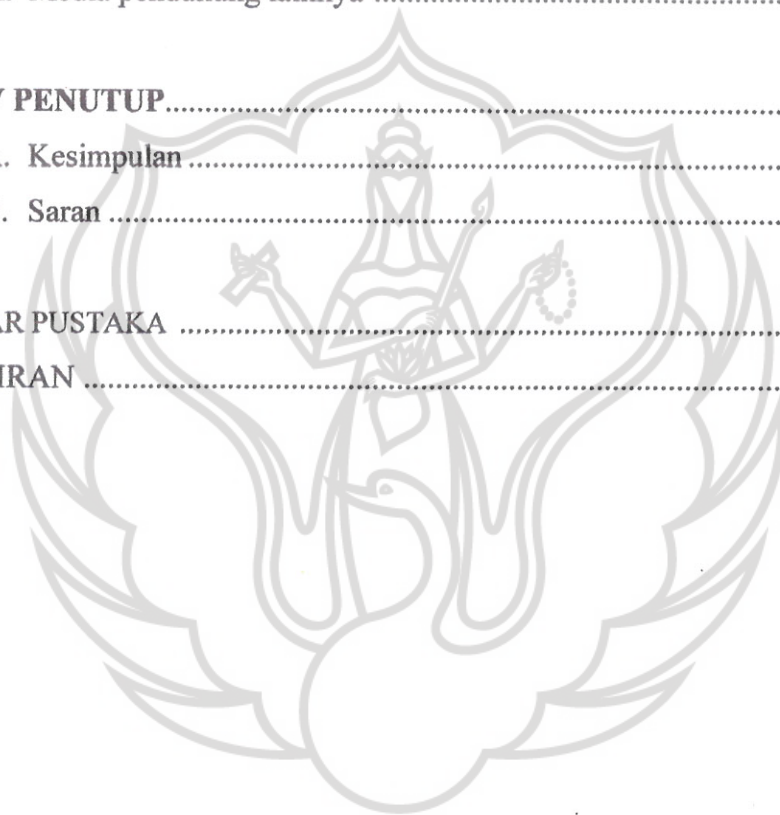 Media pendukung lainnya ........................................................
V PENUTUP........................................................................................
. Kesimpulan .....................................................................................
. Saran ................................................................................................
AR PUSTAKA ......................................................................................
IRAN ..................................................................................................